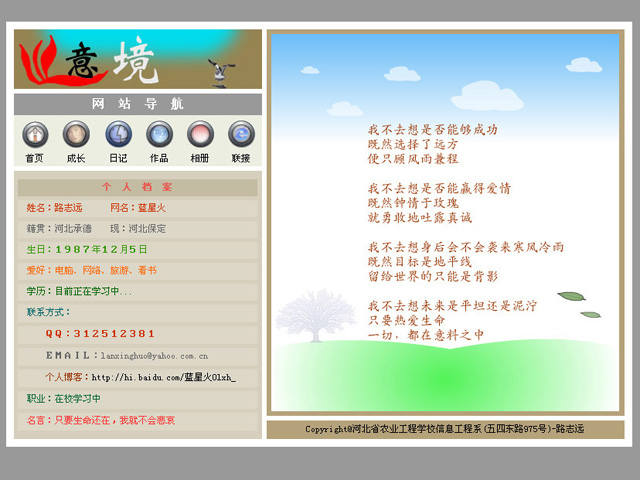 意境
网 站 导 航
首页 成长 日记 作品 相册 联接
个 人 档 案
姓名：路志远 网名：蓝星火
籍贯：河北承德 现：河北保定
生日：1987年12月5日
爱好：电脑、网络、旅游、看书
学历：目前正在学习中...
联系方式：
QQ：312512381
EMAIL：lanxinghuo@yahoo.com.cn
个人博客：http://hi.baidu.com/蓝星火01xh_
职业：在校学习中
名言：只要生命还在，我就不会悲哀
我不去想是否能够成功
既然选择了远方
便只顾风雨兼程
我不去想是否能赢得爱情
既然钟情于玫瑰
就勇敢地吐露真诚
我不去想身后会不会袭来寒风冷雨
既然目标是地平线
留给世界的只能是背影
我不去想未来是平坦还是泥泞
只要热爱生命
一切，都在意料之中
Copyright@河北省农业工程学校信息工程系(五四东路975号)-路志远